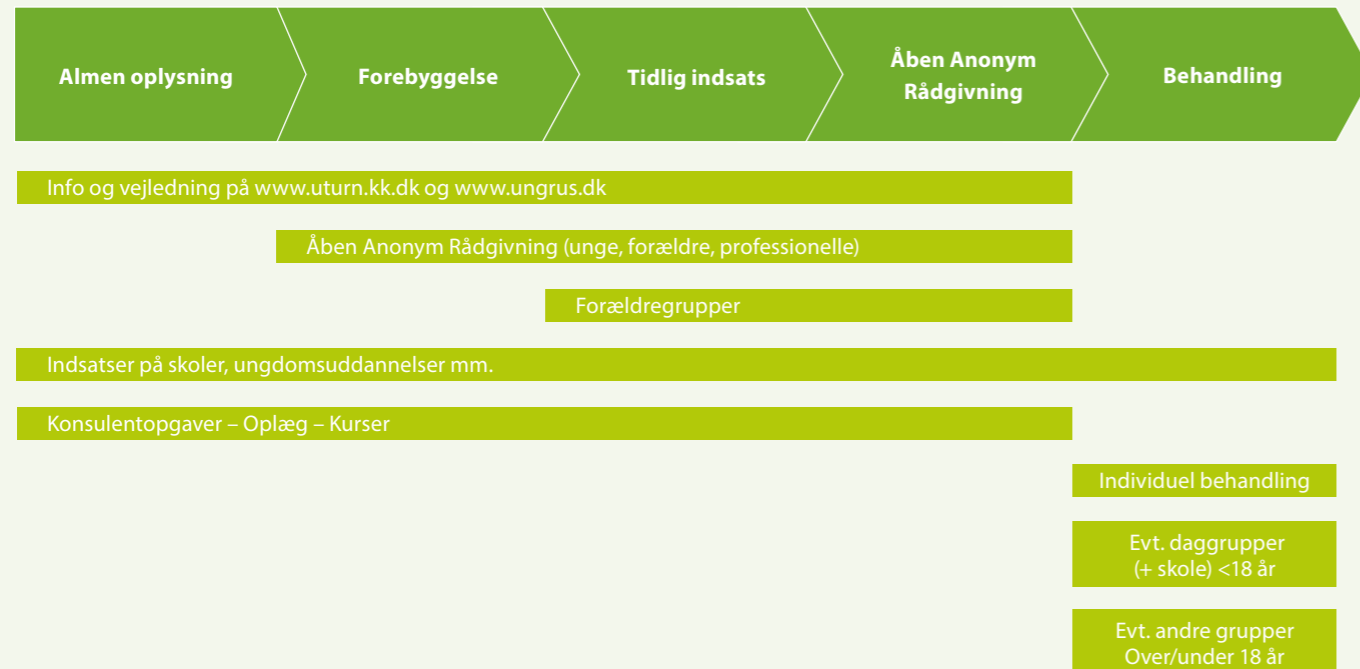 Almen oplysning
Forebyggelse
Tidlig indsats
Åben Anonym
Rådgivning
Behandling
Info og vejledning på www.uturn.kk.dk og www.ungrus.dk
Åben Anonym Rådgivning (unge, forældre, professionelle)
Forældregrupper
Indsatser på skoler, ungdomsuddannelser mm.
Konsulentopgaver – Oplæg – Kurser
Individuel behandling
Evt. daggrupper
(+ skole) <18 år
Evt. andre grupper
Over/under 18 år